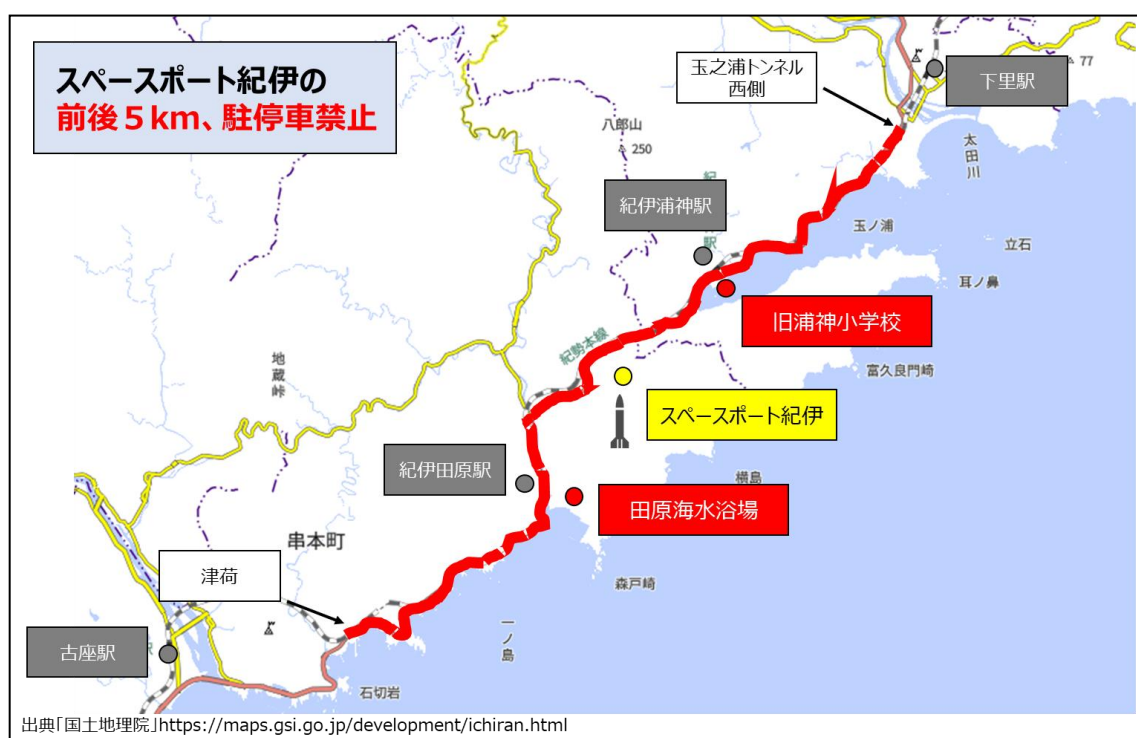 スペースポート紀伊の
前後５km、駐停車禁止
玉之浦トンネル
西側
下里駅
77
八郎山
250
太田川
紀伊浦神駅
玉ノ浦
立石
耳ノ鼻
旧浦神小学校
紀勢本線
富久良門崎
地蔵峠
スペースポート紀伊
紀伊田原駅
横島
田原海水浴場
串本町
津荷
森戸崎
一ノ島
古座駅
石切岩
出典「国土地理院」https://maps.gsi.go.jp/development/ichiran.html